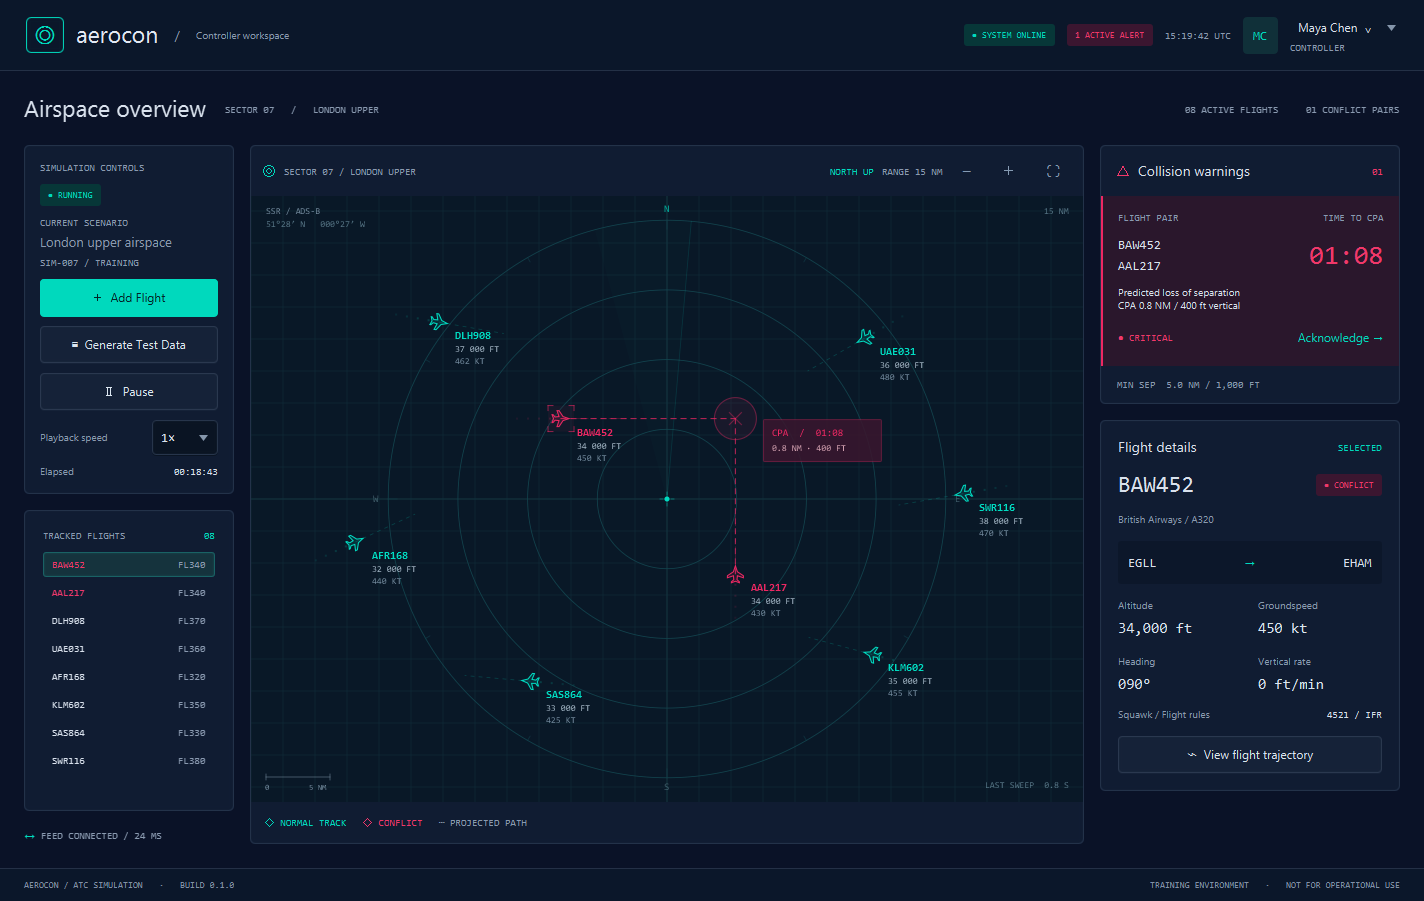 aerocon / Controller workspace
SYSTEM ONLINE
1 ACTIVE ALERT
15:19:42 UTC
MC
Maya Chen
CONTROLLER
Airspace overview
SECTOR 07 / LONDON UPPER
08 ACTIVE FLIGHTS
01 CONFLICT PAIRS
SIMULATION CONTROLS
RUNNING
CURRENT SCENARIO
London upper airspace
SIM-007 / TRAINING
+ Add Flight
Generate Test Data
Pause
Playback speed
1×
Elapsed
00:18:43
TRACKED FLIGHTS
08
BAW452 FL340
AAL217 FL340
DLH908 FL370
UAE031 FL360
AFR168 FL320
KLM602 FL350
SAS864 FL330
SWR116 FL380
FEED CONNECTED / 24 MS
SECTOR 07 / LONDON UPPER
NORTH UP
RANGE 15 NM
SSR / ADS-B
51°28′ N 000°27′ W
N
15 NM
DLH908
37 000 FT
462 KT
UAE031
36 000 FT
480 KT
BAW452
34 000 FT
450 KT
CPA / 01:08
0.8 NM · 400 FT
W
E
SWR116
38 000 FT
470 KT
AFR168
32 000 FT
440 KT
AAL217
34 000 FT
430 KT
KLM602
35 000 FT
455 KT
SAS864
33 000 FT
425 KT
0 5 NM
S
LAST SWEEP 0.8 S
NORMAL TRACK
CONFLICT
PROJECTED PATH
Collision warnings
01
FLIGHT PAIR
TIME TO CPA
BAW452
AAL217
01:08
Predicted loss of separation
CPA 0.8 NM / 400 ft vertical
CRITICAL
Acknowledge →
MIN SEP 5.0 NM / 1,000 FT
Flight details
SELECTED
BAW452
CONFLICT
British Airways / A320
EGLL → EHAM
Altitude
Groundspeed
34,000 ft
450 kt
Heading
Vertical rate
090°
0 ft/min
Squawk / Flight rules
4521 / IFR
View flight trajectory
AEROCON / ATC SIMULATION · BUILD 0.1.0
TRAINING ENVIRONMENT · NOT FOR OPERATIONAL USE